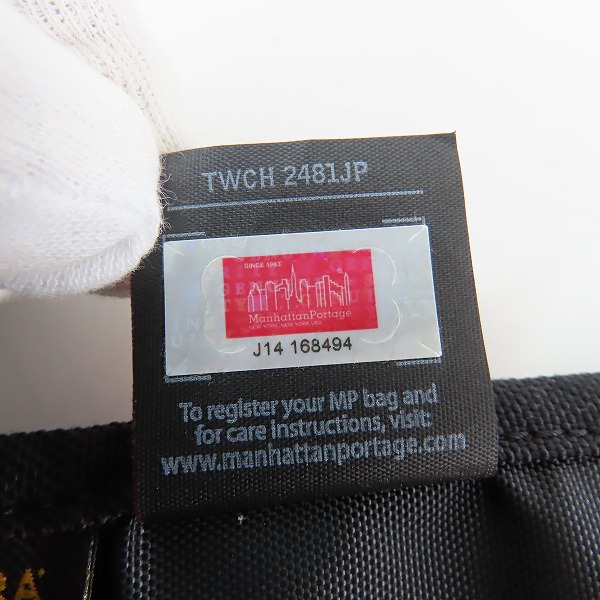 TWCH 2481JP
SINCE 1983
ManhattanPortage
NEW YORK, NEW YORK USA
J14 168494
To register your MP bag and
for care instructions, visit:
www.manhattanportage.com